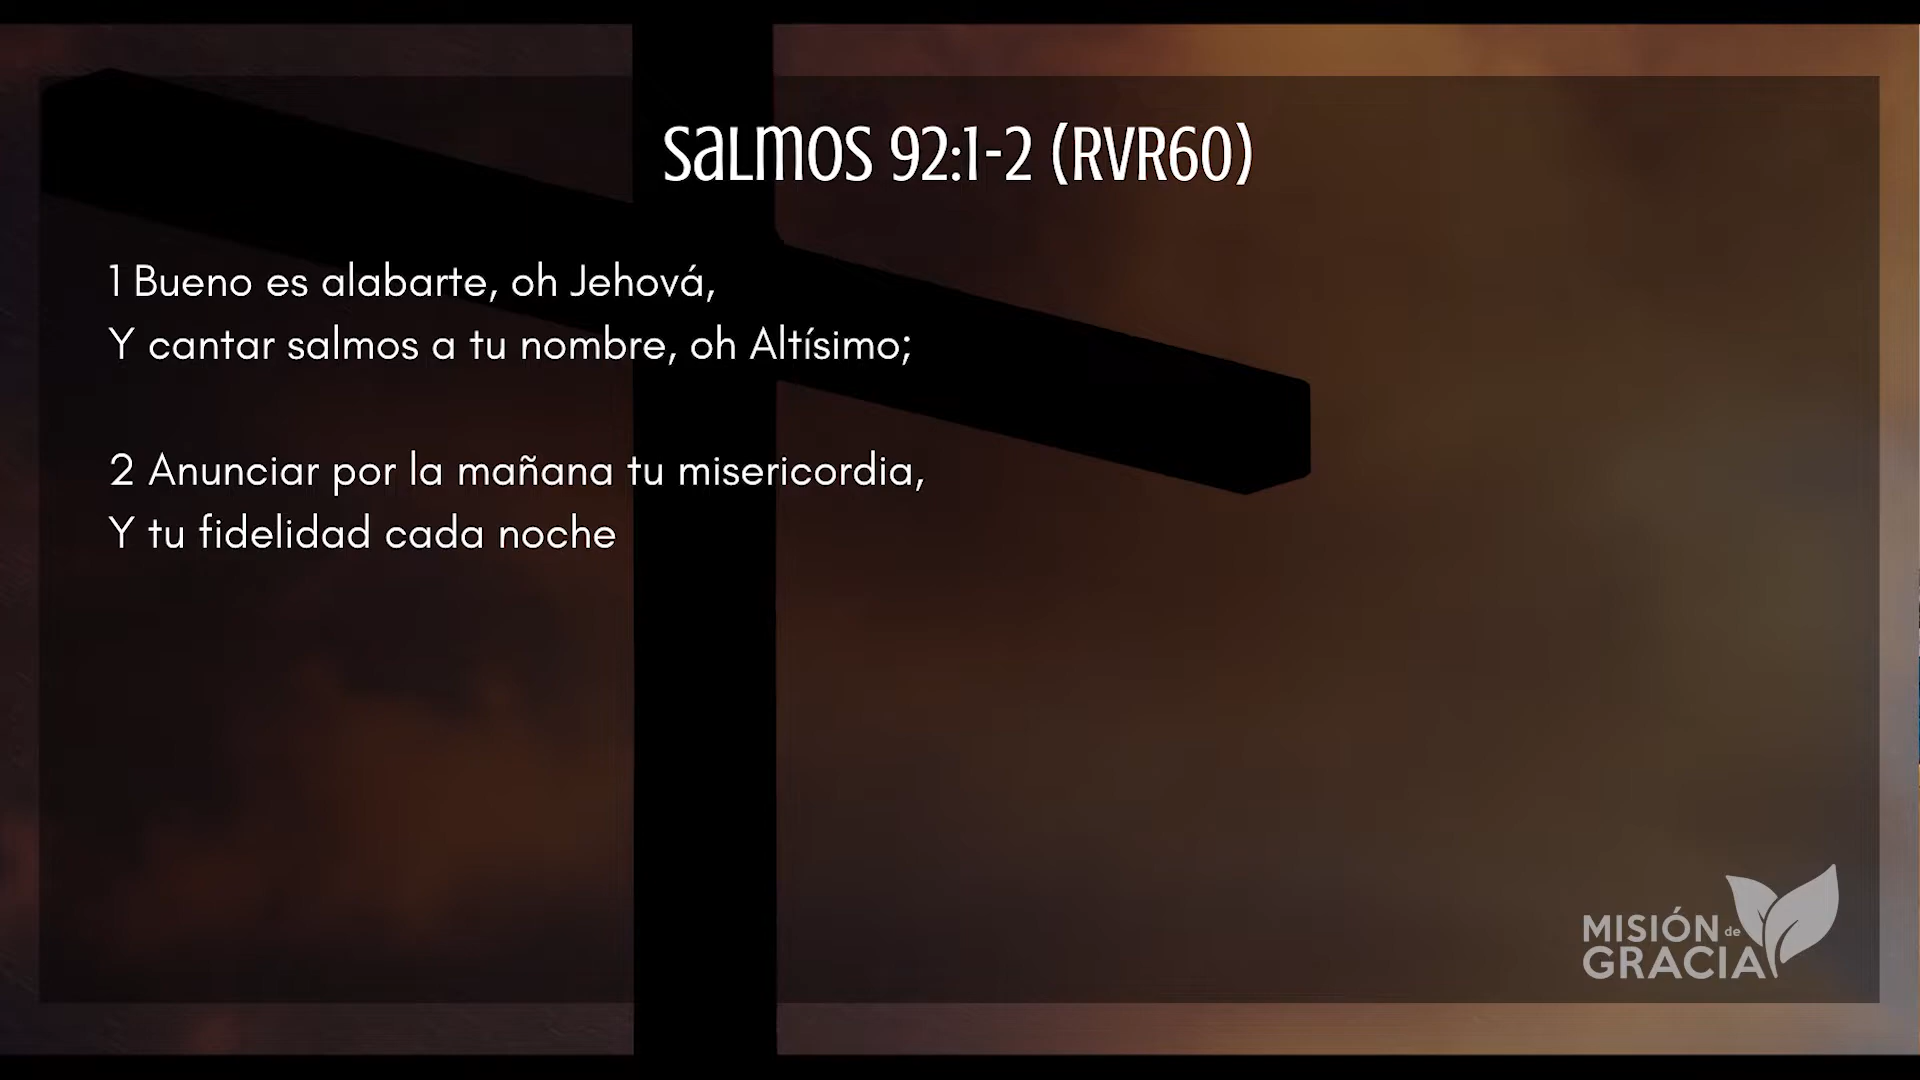 Salmos 92:1-2 (RVR60)
1 Bueno es alabarte, oh Jehová,
Y cantar salmos a tu nombre, oh Altísimo;
2 Anunciar por la mañana tu misericordia,
Y tu fidelidad cada noche
MISIÓN de
GRACIA